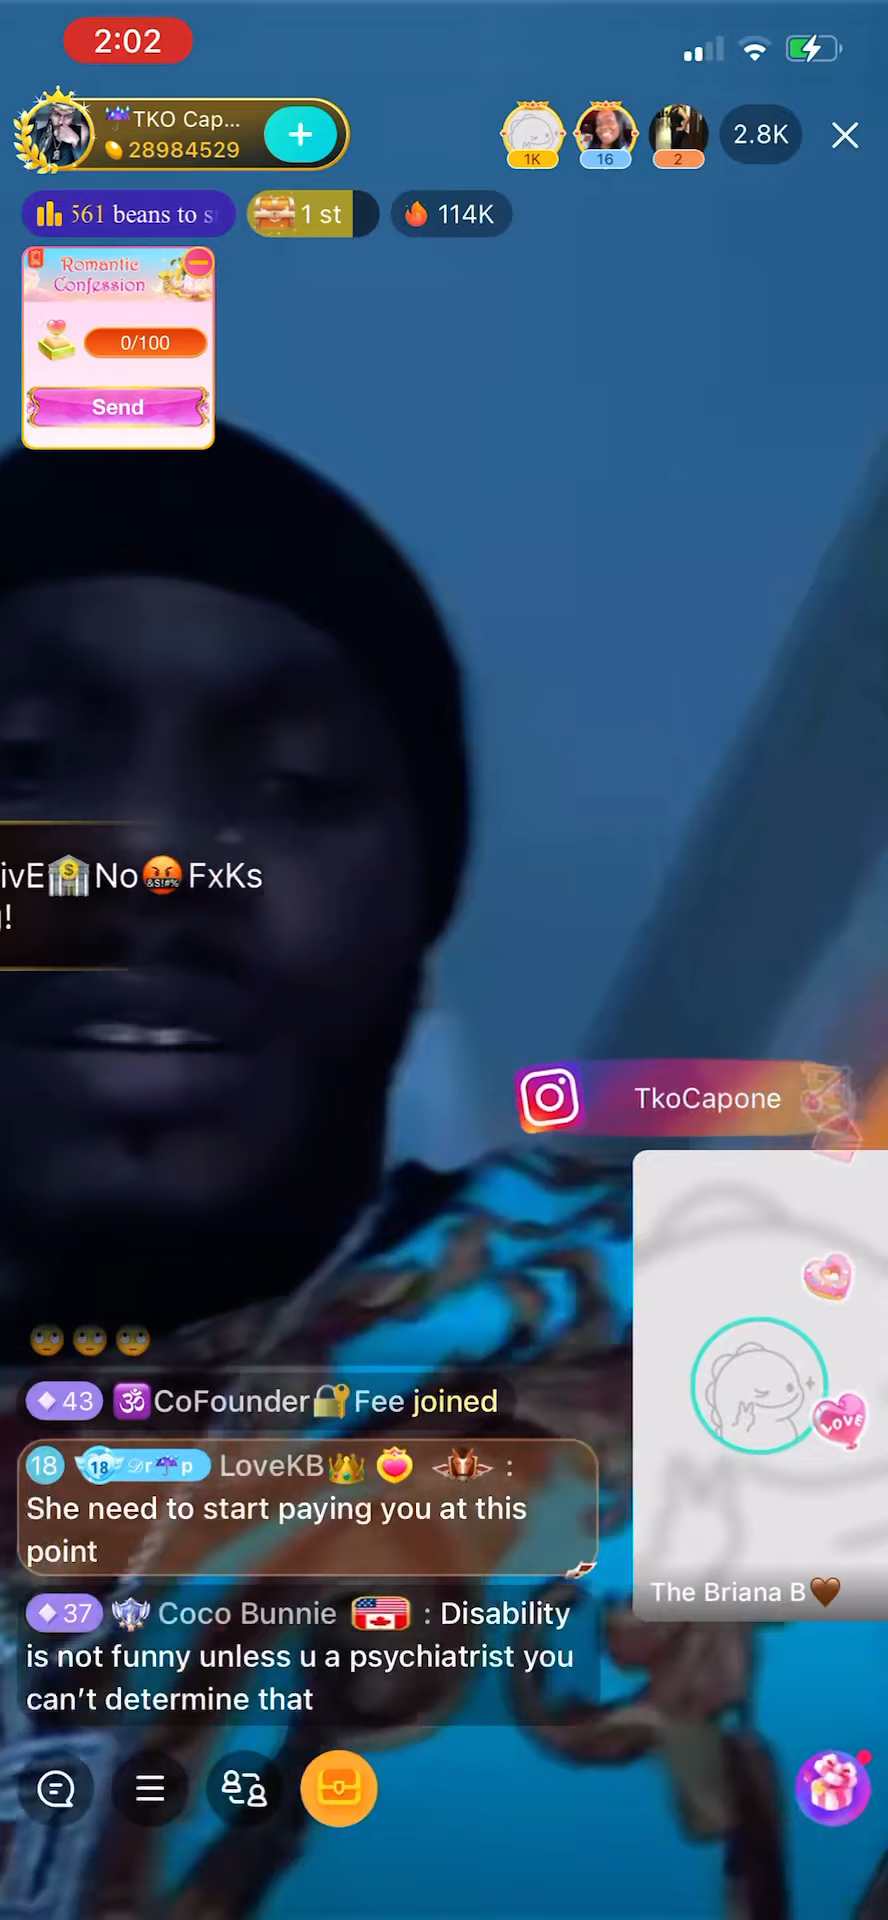 2:02
TKO Cap...
28984529
1K
16
2
2.8K
561 beans to s
1 st
114K
Romantic
Confession
0/100
Send
ivE🏦No🤬FxKs
!
TkoCapone
🙄🙄🙄
43 🕉CoFounder🔐Fee joined
18 18 Dr☔p LoveKB👑 :
She need to start paying you at this
point
LOVE
The Briana B🤎
37 Coco Bunnie : Disability
is not funny unless u a psychiatrist you
can't determine that